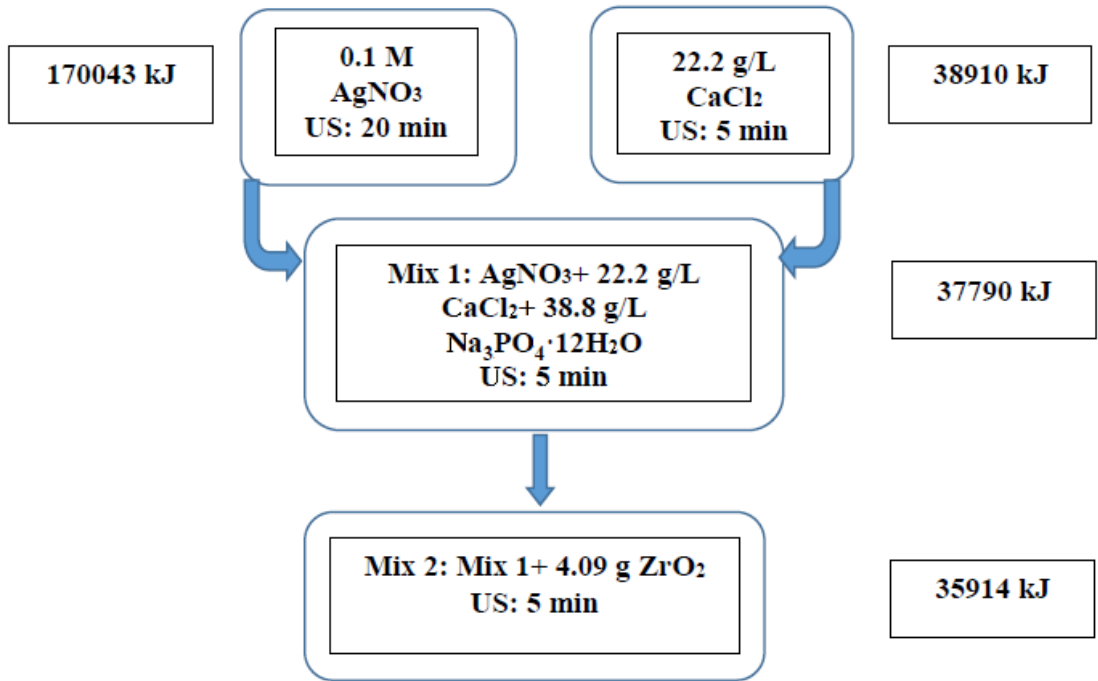 170043 kJ
0.1 M
AgNO₃
US: 20 min
22.2 g/L
CaCl₂
US: 5 min
38910 kJ
Mix 1: AgNO₃+ 22.2 g/L
CaCl₂+ 38.8 g/L
Na₃PO₄·12H₂O
US: 5 min
37790 kJ
Mix 2: Mix 1+ 4.09 g ZrO₂
US: 5 min
35914 kJ